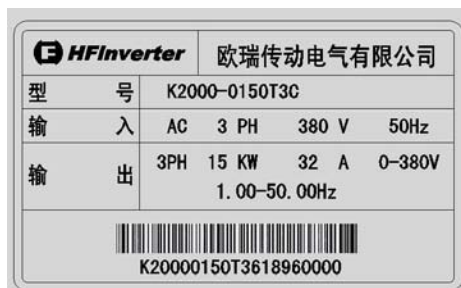 HFInverter 欧瑞传动电气有限公司
型 号 K2000-0150T3C
输 入 AC 3 PH 380 V 50Hz
输 出 3PH 15 KW 32 A 0-380V
1.00-50.00Hz
K20000150T3618960000